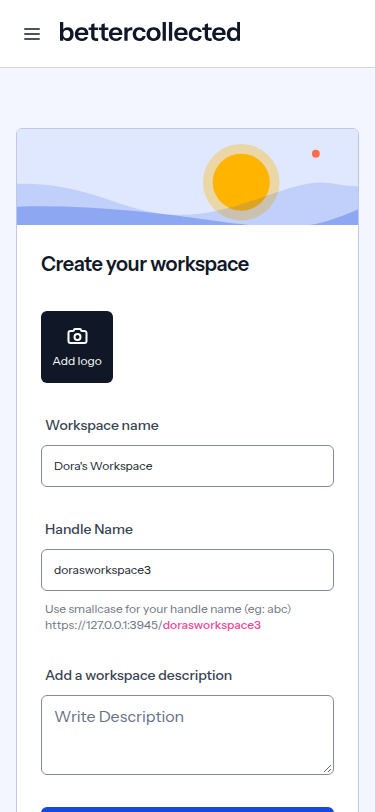 bettercollected
Create your workspace
Add logo
Workspace name
Dora's Workspace
Handle Name
dorasworkspace3
Use smallcase for your handle name (eg: abc)
https://127.0.0.1:3945/dorasworkspace3
Add a workspace description
Write Description